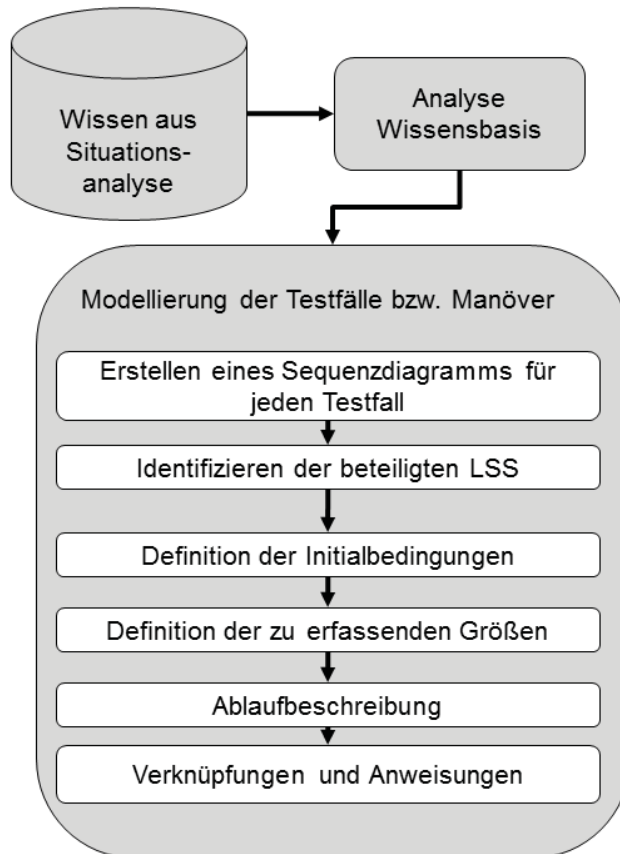 Wissen aus
Situations-
analyse
Analyse
Wissensbasis
Modellierung der Testfälle bzw. Manöver
Erstellen eines Sequenzdiagramms für
jeden Testfall
Identifizieren der beteiligten LSS
Definition der Initialbedingungen
Definition der zu erfassenden Größen
Ablaufbeschreibung
Verknüpfungen und Anweisungen